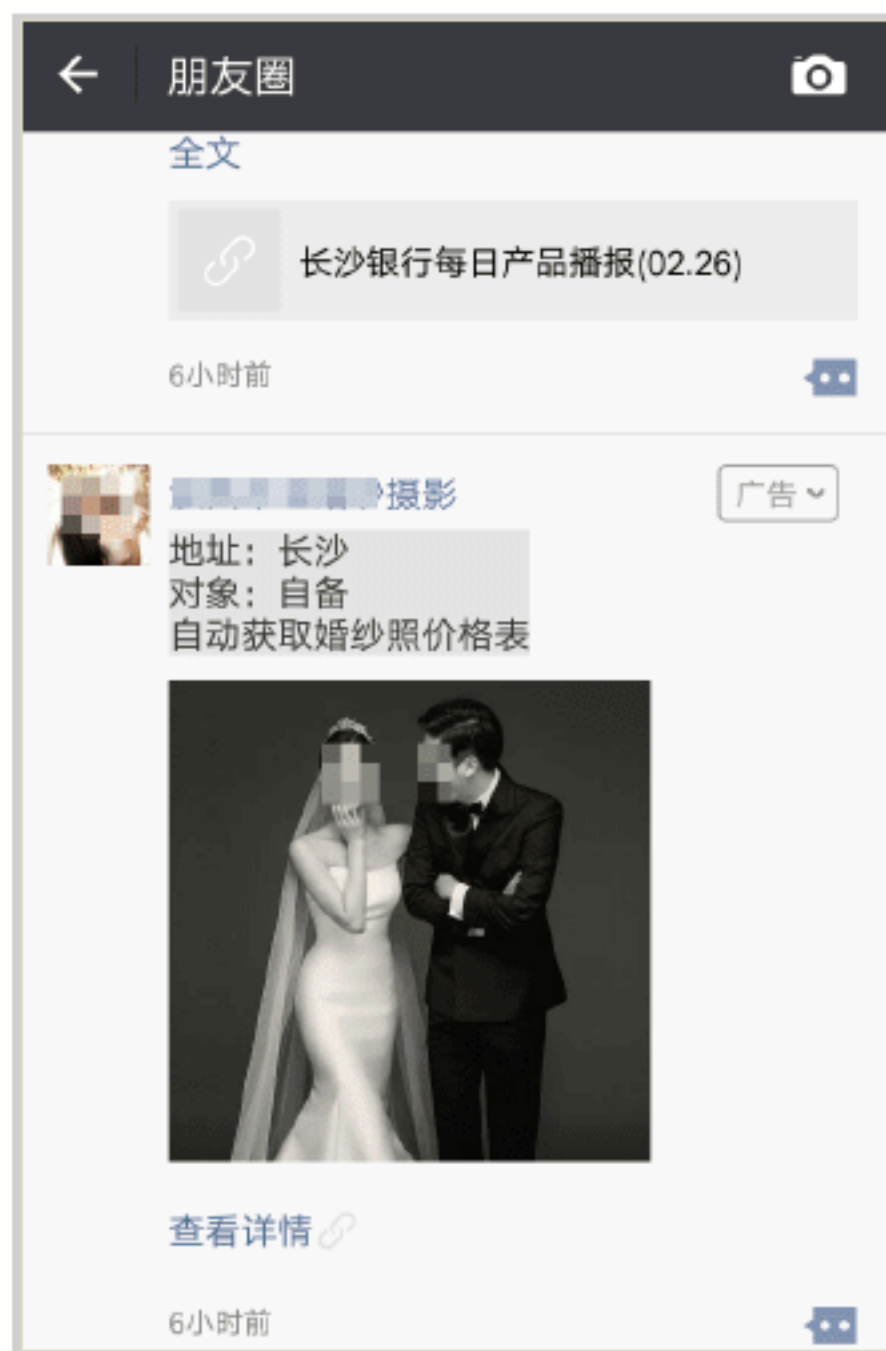 朋友圈
全文
长沙银行每日产品播报(02.26)
6小时前
摄影
广告
地址：长沙
对象：自备
自动获取婚纱照价格表
查看详情
6小时前